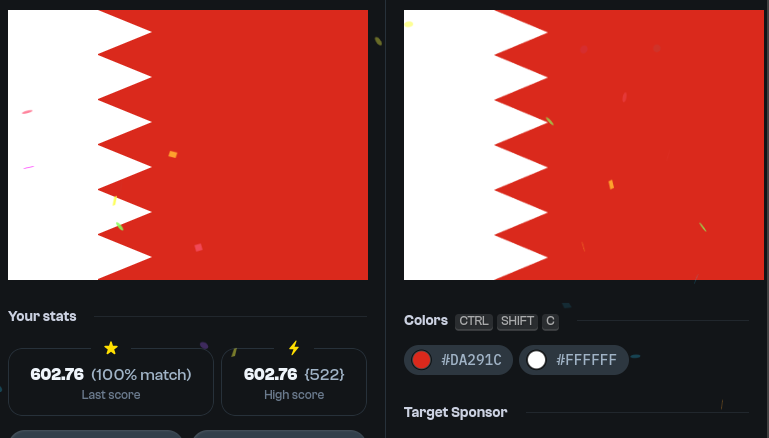 Your stats
602.76 (100% match)
Last score
602.76 {522}
High score
Colors CTRL SHIFT C
#DA291C #FFFFFF
Target Sponsor